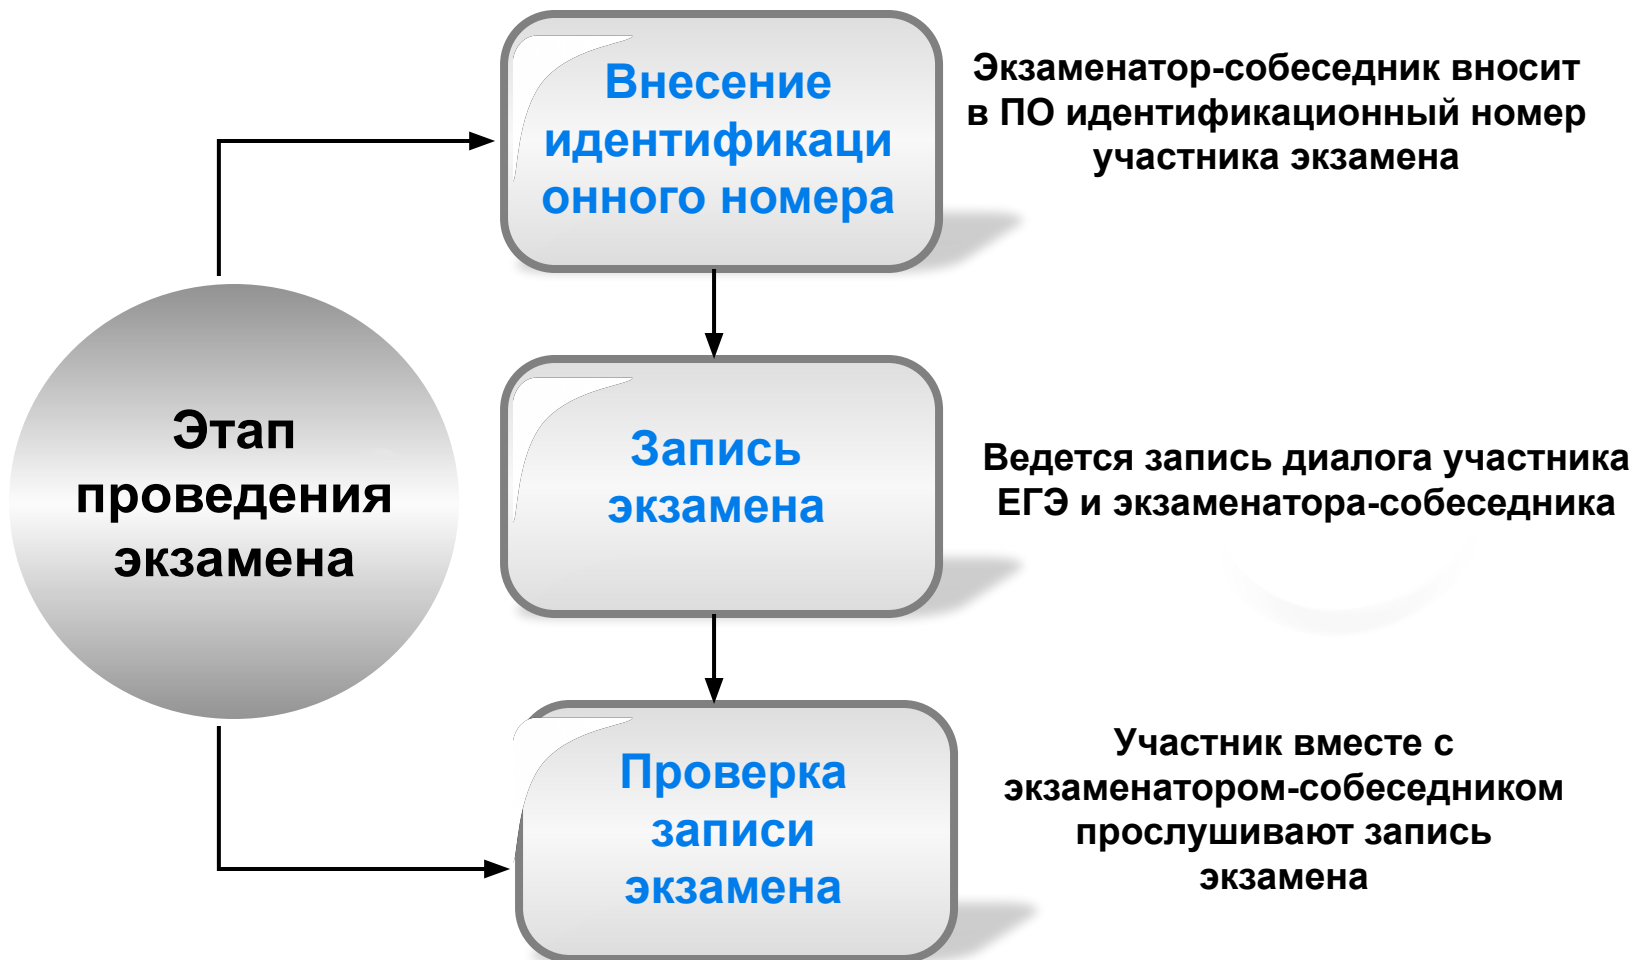 Внесение
идентификаци
онного номера
Экзаменатор-собеседник вносит
в ПО идентификационный номер
участника экзамена
Этап
проведения
экзамена
Запись
экзамена
Ведется запись диалога участника
ЕГЭ и экзаменатора-собеседника
Проверка
записи
экзамена
Участник вместе с
экзаменатором-собеседником
прослушивают запись
экзамена